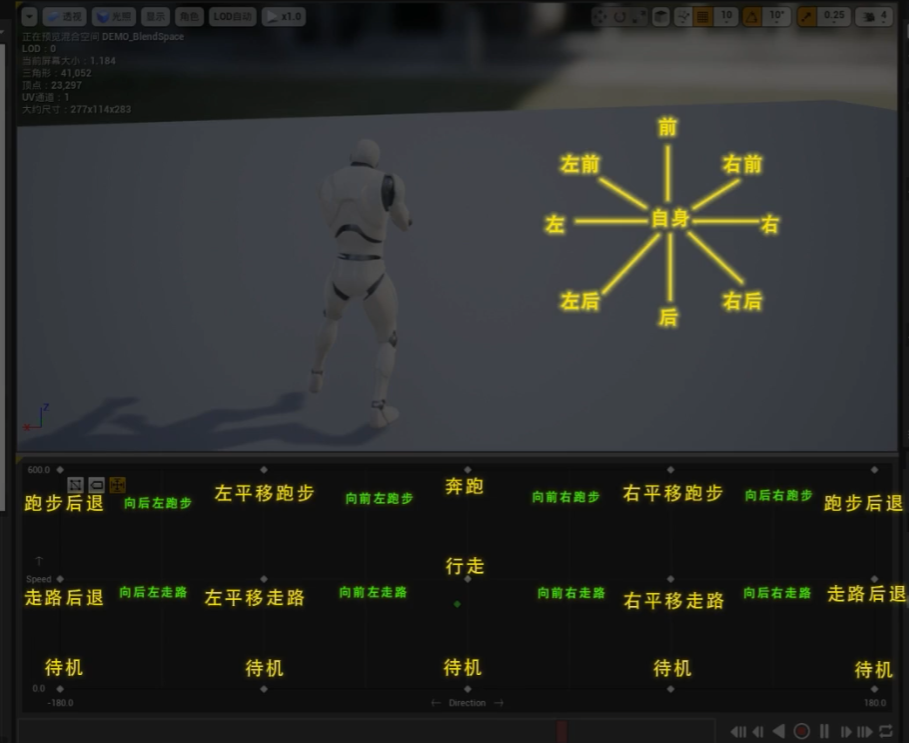 透视 光照 显示 角色 LOD自动 x1.0 10 10° 0.25 4
正在预览混合空间 DEMO_BlendSpace
LOD：0
当前屏幕大小：1.184
三角形：41,052
顶点：23,297
UV通道：1
大约尺寸：277x114x283
前
左前 右前
左 自身 右
左后 右后
后
Z
600.0
跑步后退 向后左跑步 左平移跑步 向前左跑步 奔跑 向前右跑步 右平移跑步 向后右跑步 跑步后退
行走
Speed
走路后退 向后左走路 左平移走路 向前左走路 向前右走路 右平移走路 向后右走路 走路后退
待机 待机 待机 待机 待机
0.0
-180.0 Direction 180.0